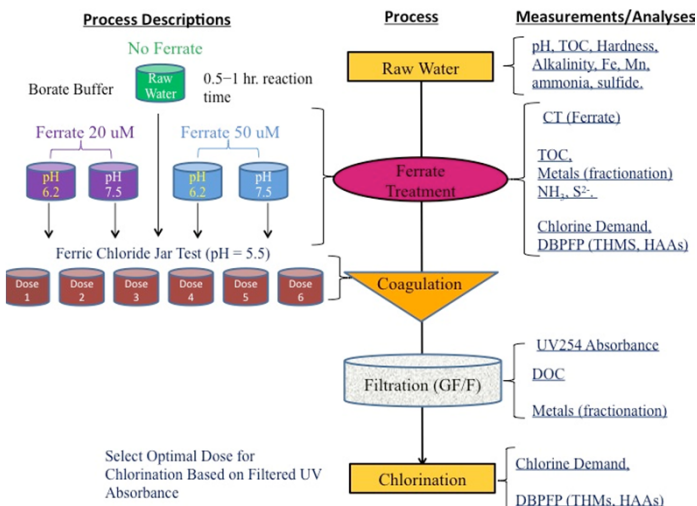 Process Descriptions
Process
Measurements/Analyses
No Ferrate
Raw
Water
Borate Buffer
0.5−1 hr. reaction
time
Ferrate 20 uM
Ferrate 50 uM
pH
6.2
pH
7.5
pH
6.2
pH
7.5
Ferric Chloride Jar Test (pH = 5.5)
Dose
1
Dose
2
Dose
3
Dose
4
Dose
5
Dose
6
Select Optimal Dose for
Chlorination Based on Filtered UV
Absorbance
Raw Water
Ferrate
Treatment
Coagulation
Filtration (GF/F)
Chlorination
pH, TOC, Hardness,
Alkalinity, Fe, Mn,
ammonia, sulfide.
CT (Ferrate)
TOC,
Metals (fractionation)
NH₃, S²⁻.
Chlorine Demand,
DBPFP (THMS, HAAs)
UV254 Absorbance
DOC
Metals (fractionation)
Chlorine Demand,
DBPFP (THMs, HAAs)